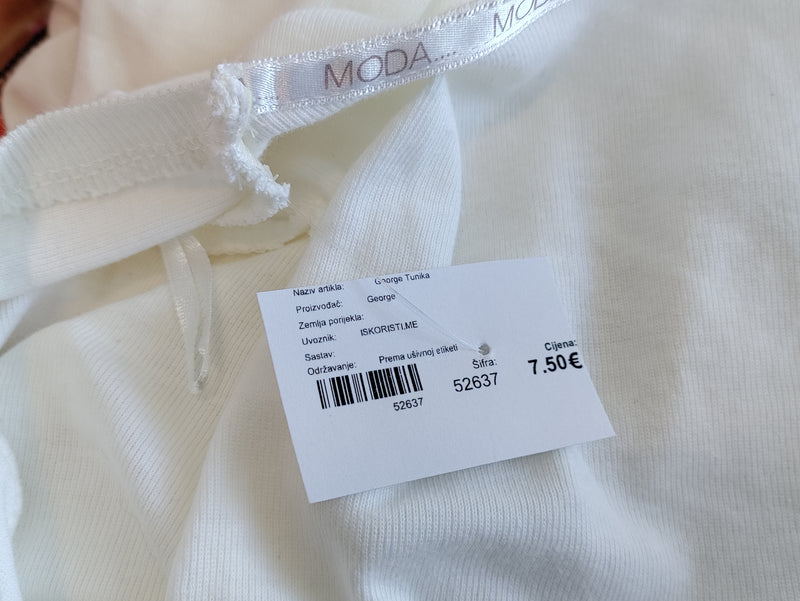 MODA.... MODA
Naziv artikla: George Tunika
Proizvođač: George
Zemlja porijekla:
Uvoznik: ISKORISTI.ME
Sastav:
Održavanje: Prema ušivnoj etiketi
Šifra: Cijena:
52637 52637 7.50€